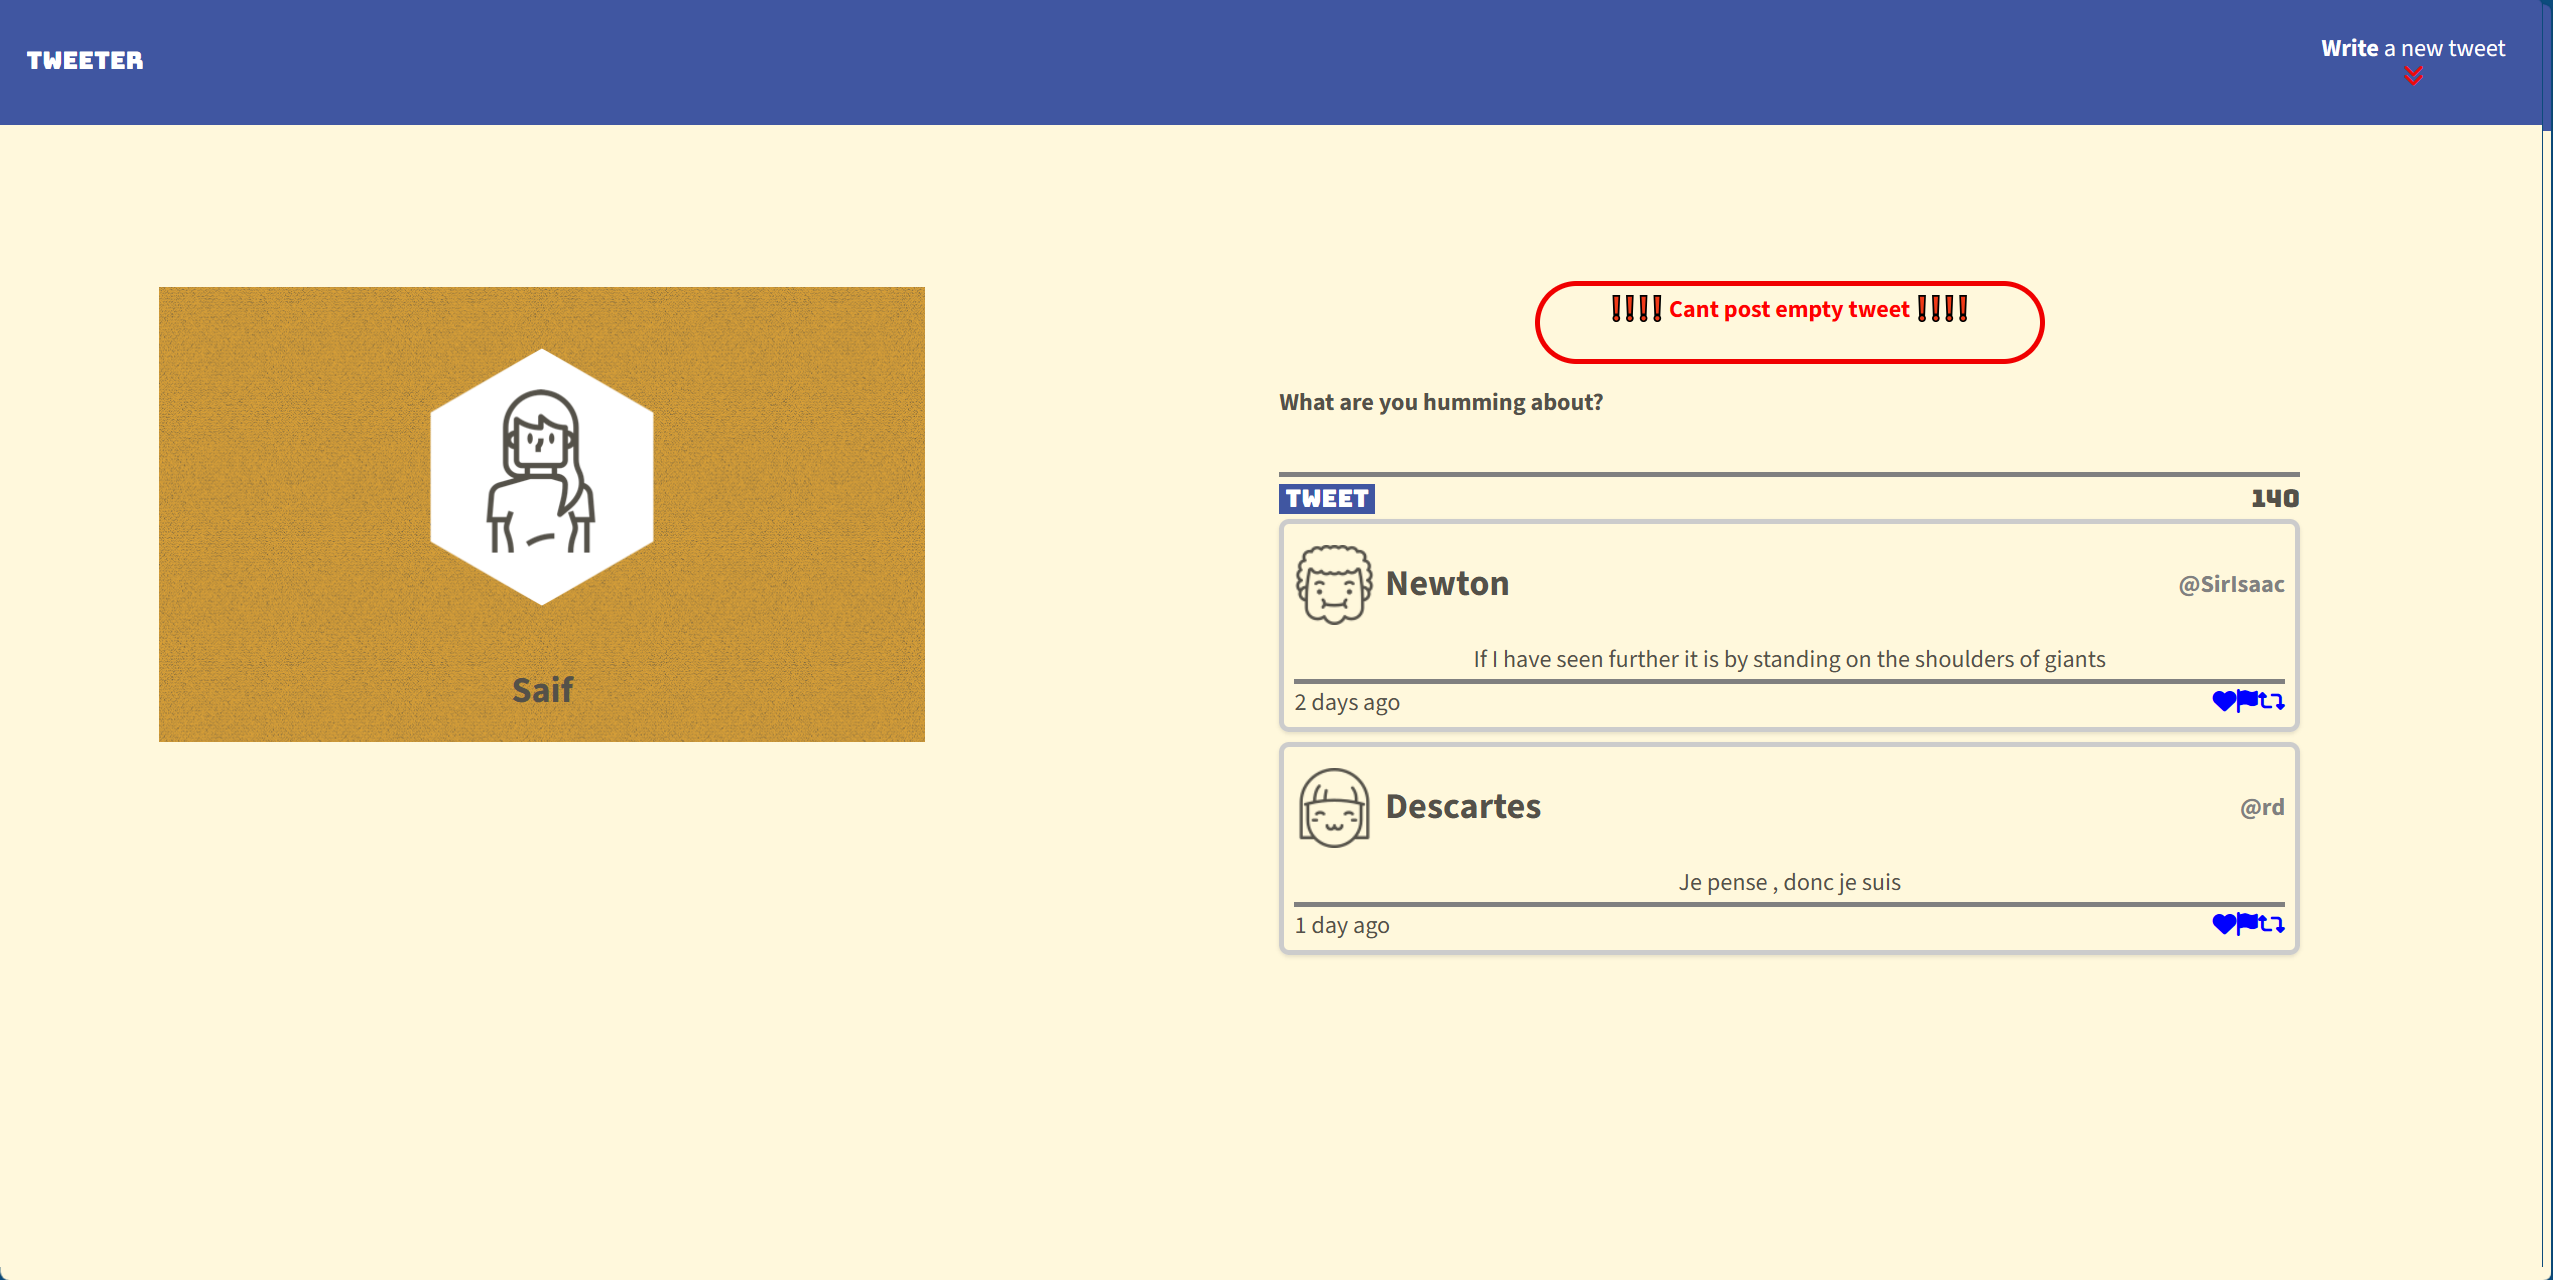 TWEETER
Write a new tweet
Saif
‼️‼️ Cant post empty tweet ‼️‼️
What are you humming about?
TWEET
140
Newton
@SirIsaac
If I have seen further it is by standing on the shoulders of giants
2 days ago
Descartes
@rd
Je pense , donc je suis
1 day ago